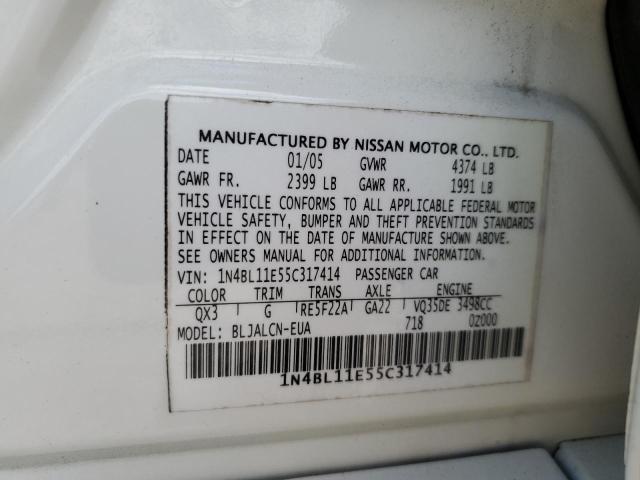 MANUFACTURED BY NISSAN MOTOR CO., LTD.
DATE 01/05 GVWR 4374 LB
GAWR FR. 2399 LB GAWR RR. 1991 LB
THIS VEHICLE CONFORMS TO ALL APPLICABLE FEDERAL MOTOR
VEHICLE SAFETY, BUMPER AND THEFT PREVENTION STANDARDS
IN EFFECT ON THE DATE OF MANUFACTURE SHOWN ABOVE.
SEE OWNERS MANUAL FOR ADDITIONAL INFORMATION.
VIN: 1N4BL11E55C317414 PASSENGER CAR
COLOR TRIM TRANS AXLE ENGINE
QX3 G RE5F22A GA22 VQ35DE 3498CC
MODEL: BLJALCN-EUA 718 0Z000
1N4BL11E55C317414